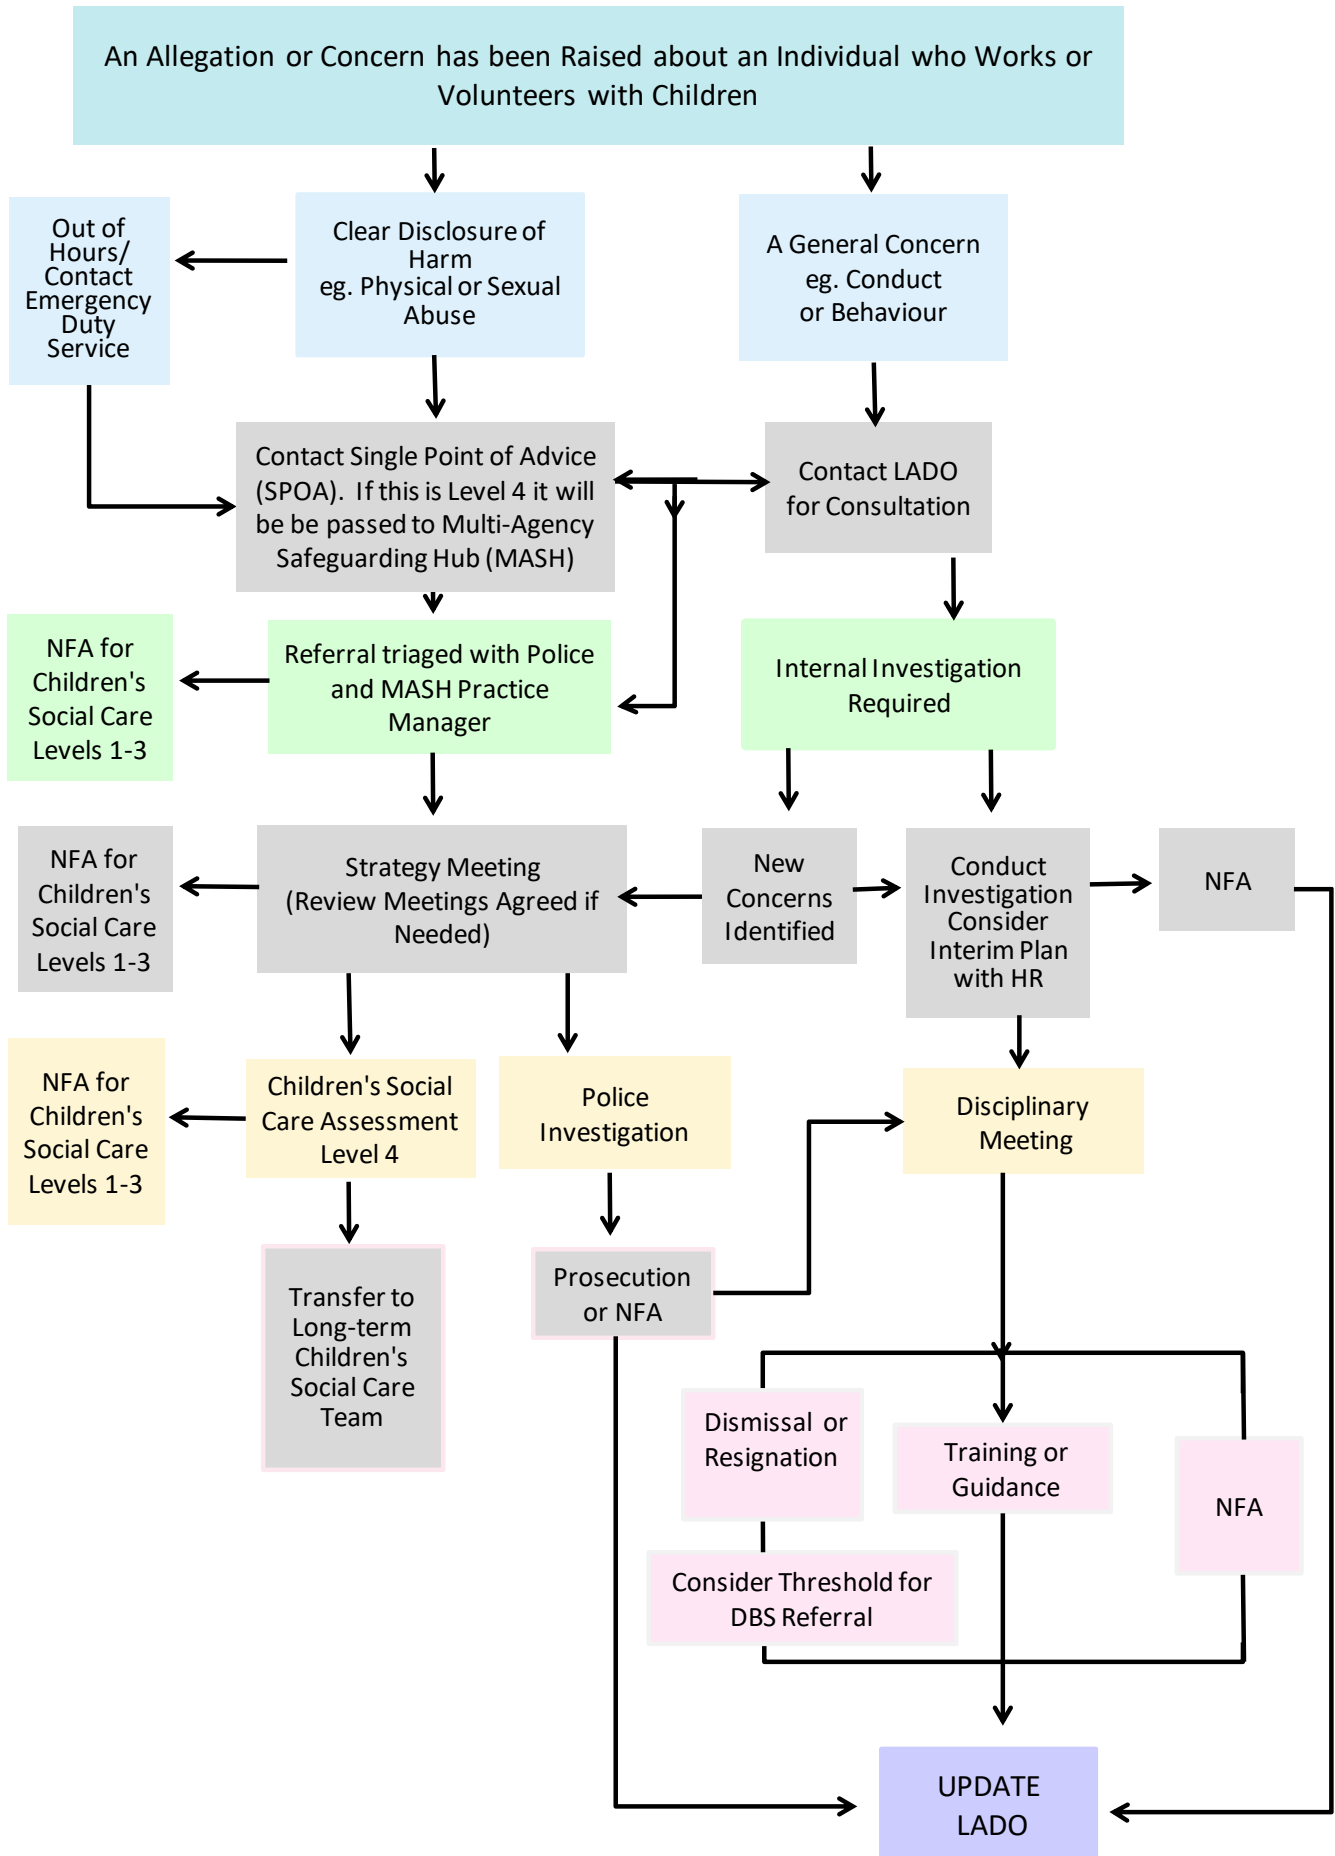 An Allegation or Concern has been Raised about an Individual who Works or
Volunteers with Children
Out of
Hours/
Contact
Emergency
Duty
Service
Clear Disclosure of
Harm
eg. Physical or Sexual
Abuse
A General Concern
eg. Conduct
or Behaviour
Contact Single Point of Advice
(SPOA).  If this is Level 4 it will
be be passed to Multi-Agency
Safeguarding Hub (MASH)
Contact LADO
for Consultation
NFA for
Children's
Social Care
Levels 1-3
Referral triaged with Police
and MASH Practice
Manager
Internal Investigation
Required
NFA for
Children's
Social Care
Levels 1-3
Strategy Meeting
(Review Meetings Agreed if
Needed)
New
Concerns
Identified
Conduct
Investigation
Consider
Interim Plan
with HR
NFA
NFA for
Children's
Social Care
Levels 1-3
Children's Social
Care Assessment
Level 4
Police
Investigation
Disciplinary
Meeting
Transfer to
Long-term
Children's
Social Care
Team
Prosecution
or NFA
Dismissal or
Resignation
Training or
Guidance
NFA
Consider Threshold for
DBS Referral
UPDATE
LADO